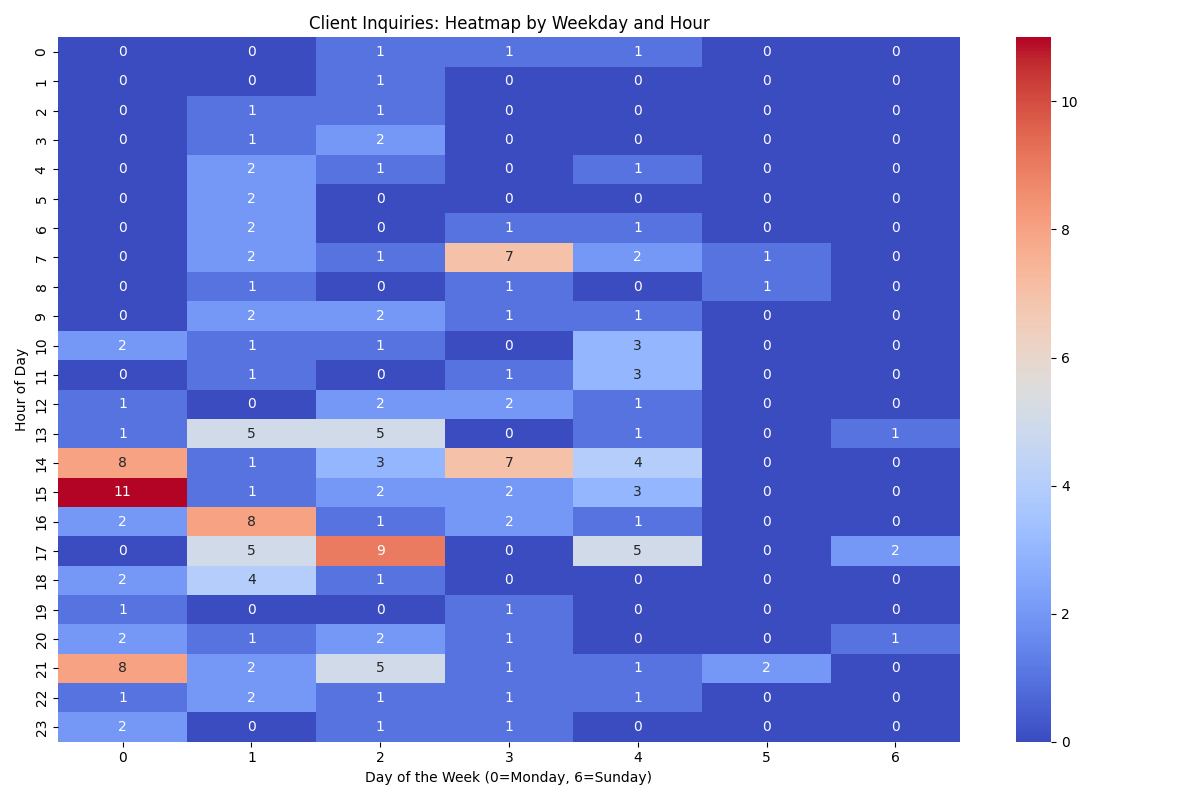 Client Inquiries: Heatmap by Weekday and Hour
0 0 0 1 1 1 0 0
1 0 0 1 0 0 0 0
2 0 1 1 0 0 0 0
3 0 1 2 0 0 0 0
4 0 2 1 0 1 0 0
5 0 2 0 0 0 0 0
6 0 2 0 1 1 0 0
7 0 2 1 7 2 1 0
8 0 1 0 1 0 1 0
9 0 2 2 1 1 0 0
10 2 1 1 0 3 0 0
11 0 1 0 1 3 0 0
12 1 0 2 2 1 0 0
13 1 5 5 0 1 0 1
14 8 1 3 7 4 0 0
15 11 1 2 2 3 0 0
16 2 8 1 2 1 0 0
17 0 5 9 0 5 0 2
18 2 4 1 0 0 0 0
19 1 0 0 1 0 0 0
20 2 1 2 1 0 0 1
21 8 2 5 1 1 2 0
22 1 2 1 1 1 0 0
23 2 0 1 1 0 0 0
0 1 2 3 4 5 6
Day of the Week (0=Monday, 6=Sunday)
Hour of Day
10
8
6
4
2
0